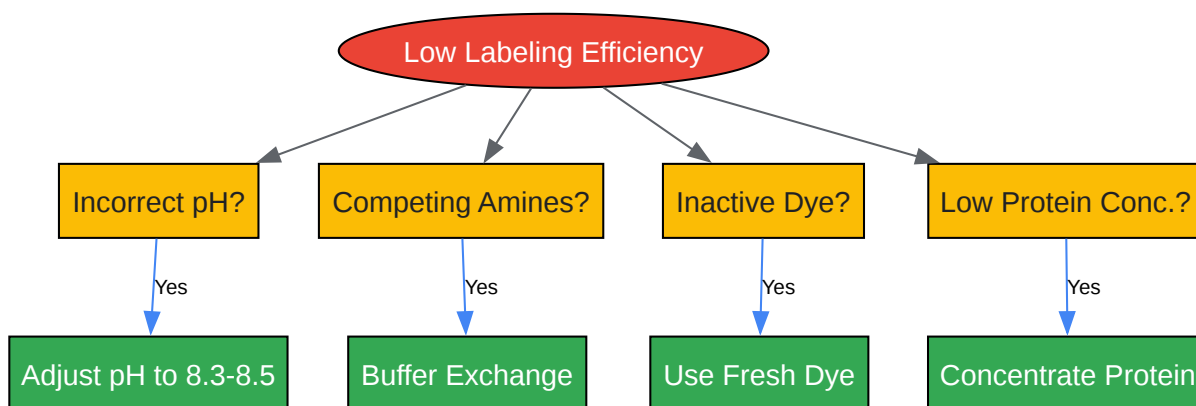 Low Labeling Efficiency
Incorrect pH?
Competing Amines?
Inactive Dye?
Low Protein Conc.?
Yes
Yes
Yes
Yes
Adjust pH to 8.3-8.5
Buffer Exchange
Use Fresh Dye
Concentrate Protein